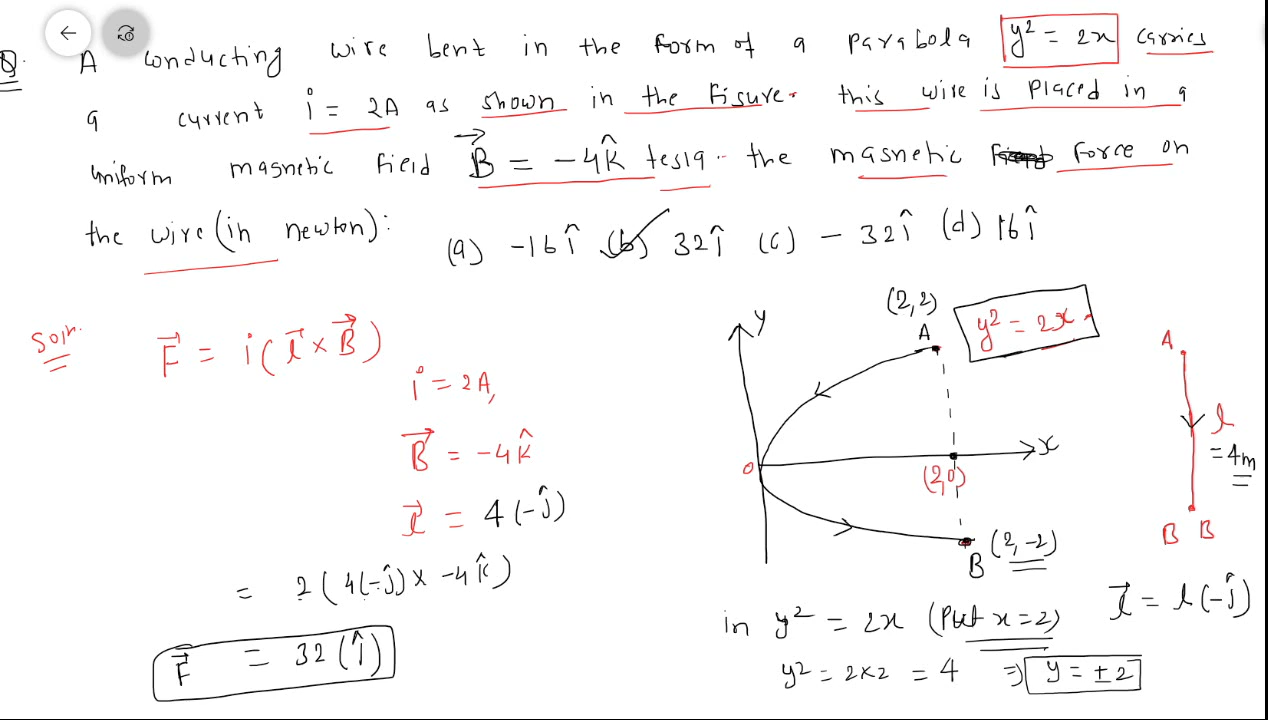 Q. A conducting wire bent in the form of a parabola y² = 2x carries
a current i = 2A as shown in the figure. this wire is placed in a
uniform magnetic field B⃗ = -4k̂ tesla. the magnetic force on
the wire (in newton):
(a) -16î (b) 32î (c) -32î (d) 16î
Soln.
F⃗ = i(l⃗ × B⃗)
i = 2A,
B⃗ = -4k̂
l⃗ = 4(-ĵ)
= 2(4(-ĵ) × -4k̂)
F⃗ = 32(î)
y
(2,2)
A
y² = 2x
O
x
(2,0)
B (2,-2)
A
l
= 4m
B B
l⃗ = l(-ĵ)
in y² = 2x (Put x=2)
y² = 2×2 = 4 ⇒ y = ±2